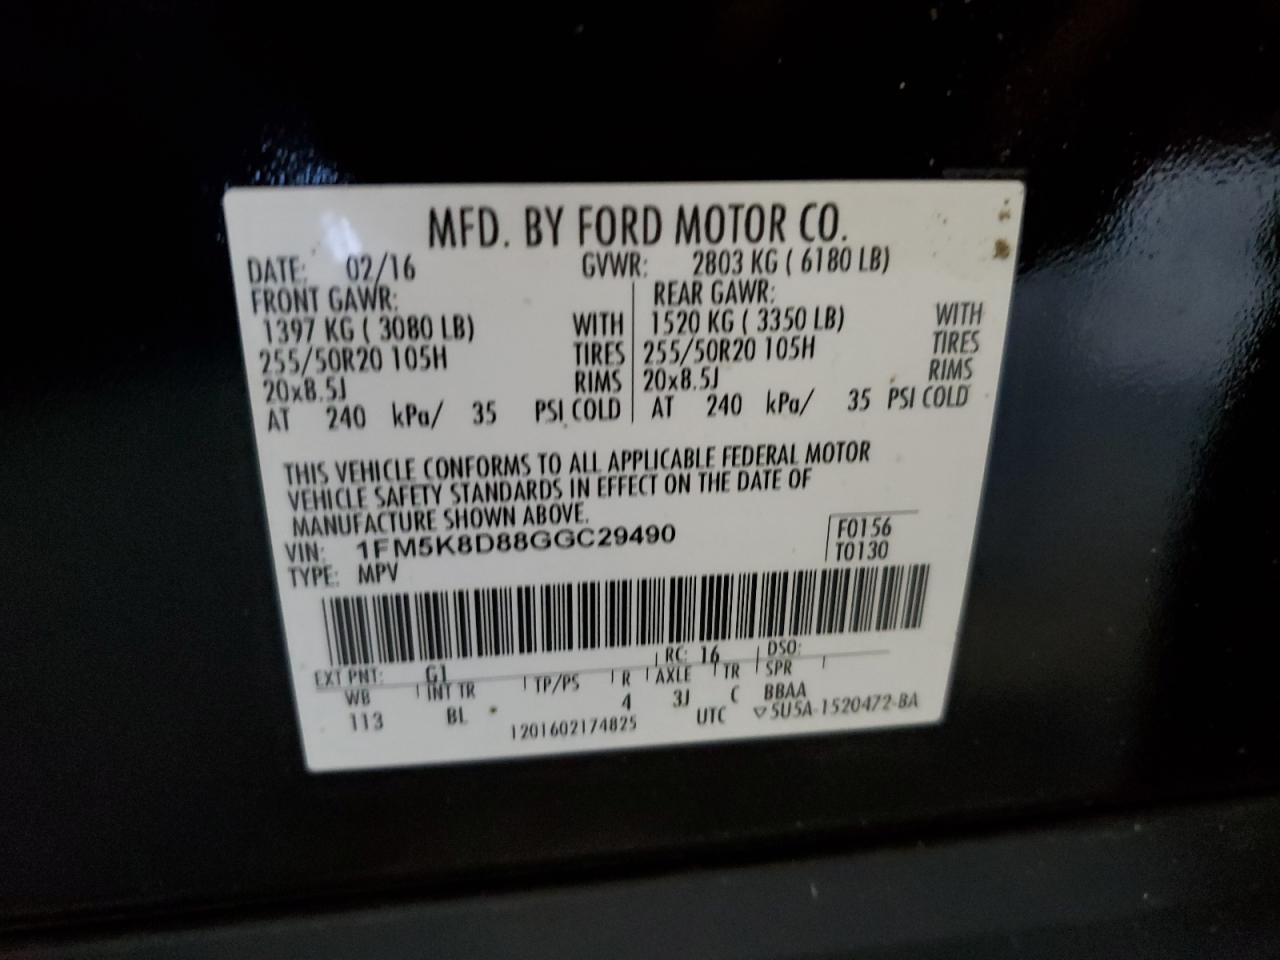 MFD. BY FORD MOTOR CO.
DATE: 02/16 GVWR: 2803 KG ( 6180 LB)
FRONT GAWR: REAR GAWR:
1397 KG ( 3080 LB) WITH 1520 KG ( 3350 LB) WITH
255/50R20 105H TIRES 255/50R20 105H TIRES
20x8.5J RIMS 20x8.5J RIMS
AT 240 kPa/ 35 PSI COLD AT 240 kPa/ 35 PSI COLD
THIS VEHICLE CONFORMS TO ALL APPLICABLE FEDERAL MOTOR
VEHICLE SAFETY STANDARDS IN EFFECT ON THE DATE OF
MANUFACTURE SHOWN ABOVE.
VIN: 1FM5K8D88GGC29490 F0156
TYPE: MPV T0130
EXT PNT: G1 RC: 16 DSO:
WB INT TR TP/PS R AXLE TR SPR
113 BL 4 3J C BBAA
1201602174825 UTC ▽5U5A-1520472-BA